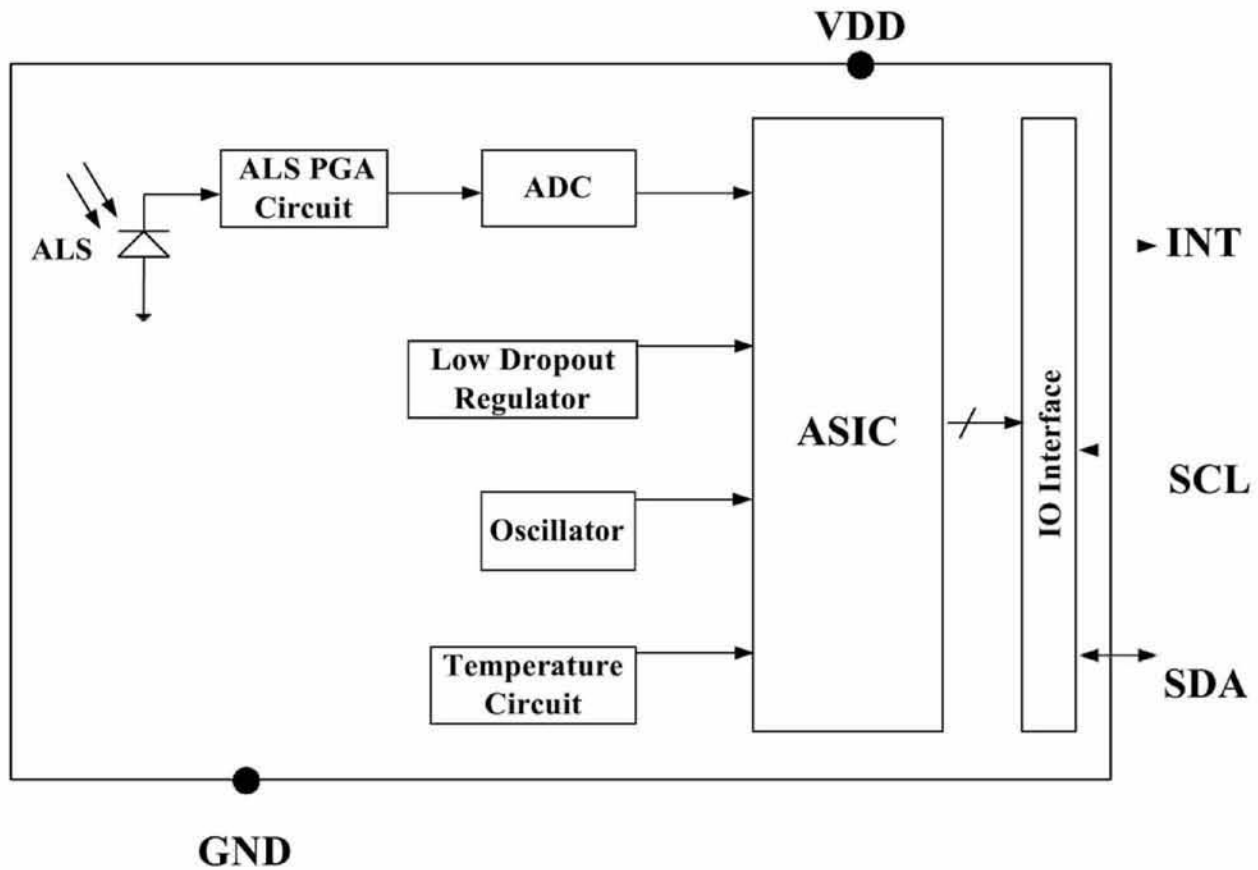 VDD
ALS PGA
Circuit
ADC
ALS
INT
Low Dropout
Regulator
ASIC
IO Interface
SCL
Oscillator
Temperature
Circuit
SDA
GND